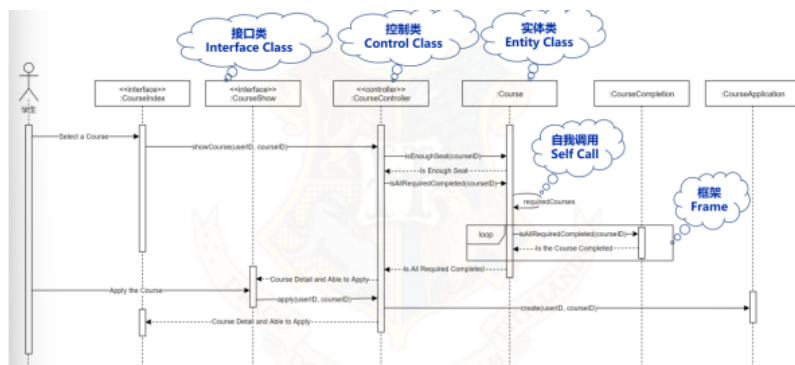 接口类
Interface Class
控制类
Control Class
实体类
Entity Class
<<interface>>
:CourseIndex
<<interface>>
:CourseShow
<<controller>>
:CourseController
:Course
:CourseCompletion
:CourseApplication
学生
Select a Course
showCourse(userID, courseID)
isEnoughSeat(courseID)
Is Enough Seat
isAllRequiredCompleted(courseID)
自我调用
Self Call
requiredCourses
框架
Frame
loop
isAllRequiredCompleted(courseID)
Is the Course Completed
Is All Required Completed
Course Detail and Able to Apply
Apply the Course
apply(userID, courseID)
create(userID, courseID)
Course Detail and Able to Apply